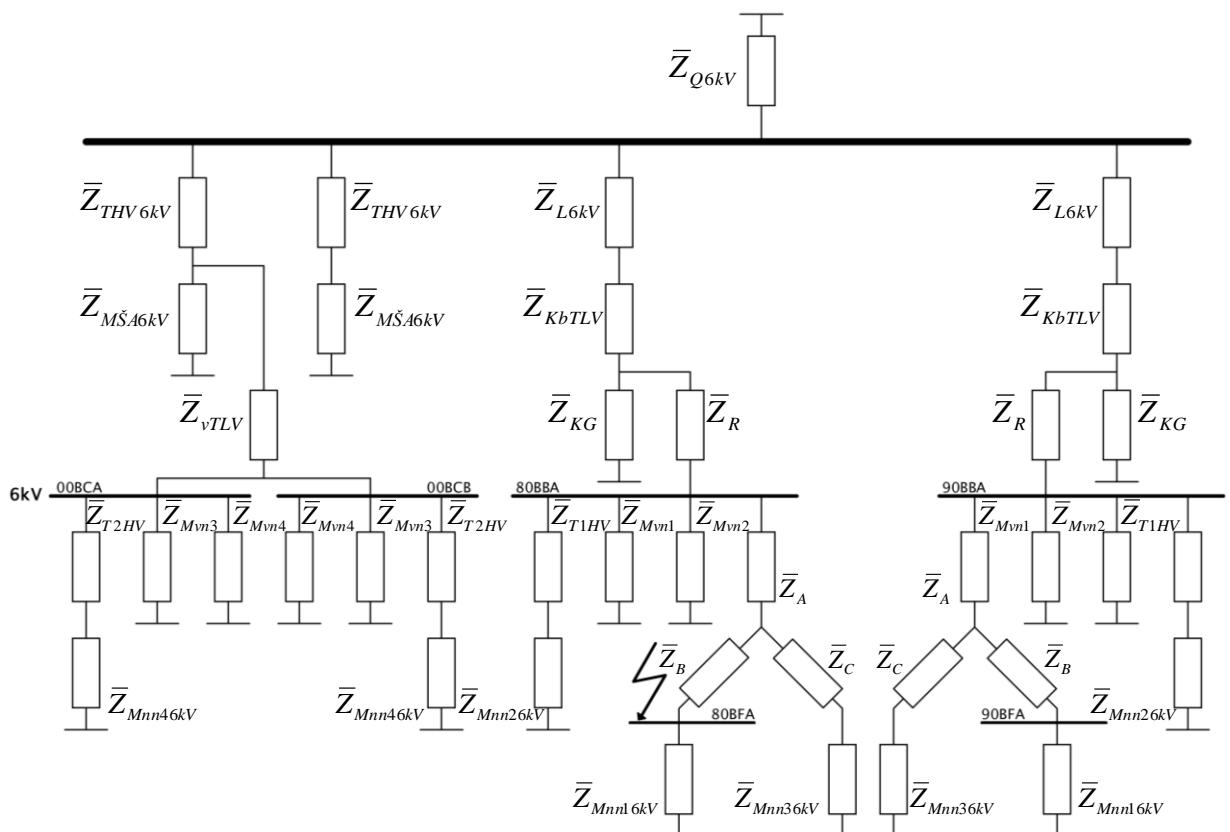 Z̅Q6kV
Z̅THV6kV
Z̅THV6kV
Z̅L6kV
Z̅L6kV
Z̅MŠA6kV
Z̅MŠA6kV
Z̅KbTLV
Z̅KbTLV
Z̅vTLV
Z̅KG
Z̅R
Z̅R
Z̅KG
6kV
00BCA
00BCB
80BBA
90BBA
Z̅T2HV
Z̅Mvn3
Z̅Mvn4
Z̅Mvn4
Z̅Mvn3
Z̅T2HV
Z̅T1HV
Z̅Mvn1
Z̅Mvn2
Z̅Mvn1
Z̅Mvn2
Z̅T1HV
Z̅A
Z̅A
Z̅B
Z̅C
Z̅C
Z̅B
Z̅Mnn46kV
Z̅Mnn46kV
Z̅Mnn26kV
80BFA
90BFA
Z̅Mnn26kV
Z̅Mnn16kV
Z̅Mnn36kV
Z̅Mnn36kV
Z̅Mnn16kV